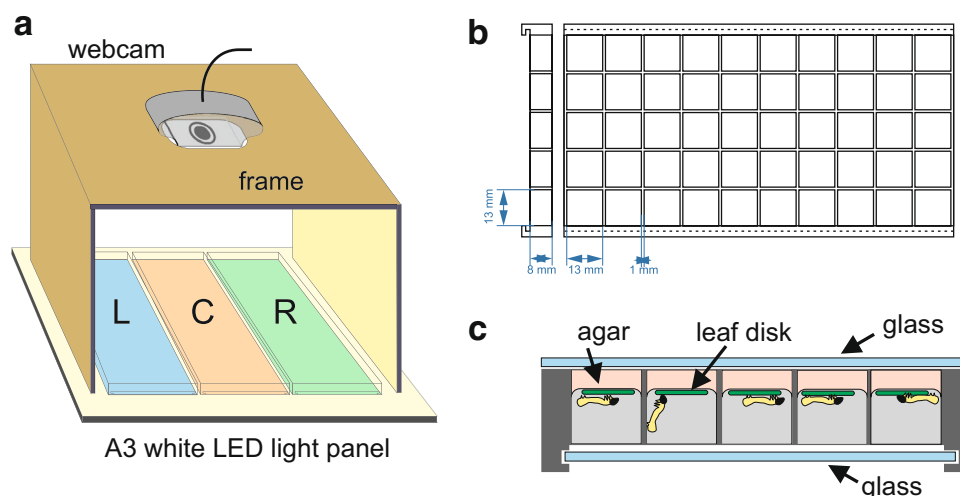 a
webcam
frame
L
C
R
A3 white LED light panel
b
13 mm
8 mm
13 mm
1 mm
c
agar
leaf disk
glass
glass